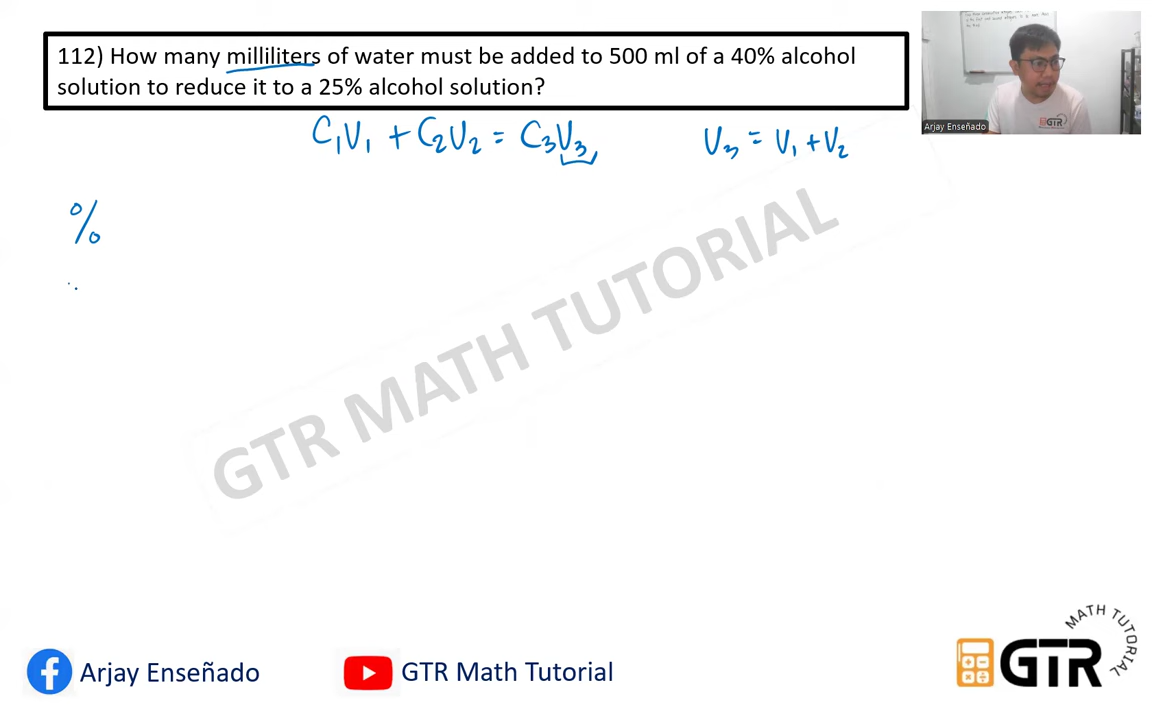 112) How many milliliters of water must be added to 500 ml of a 40% alcohol
solution to reduce it to a 25% alcohol solution?
C₁V₁ + C₂V₂ = C₃V₃
V₃ = V₁ + V₂
%
GTR MATH TUTORIAL
Arjay Enseñado
GTR
Arjay Enseñado
GTR Math Tutorial
MATH TUTORIAL
GTR